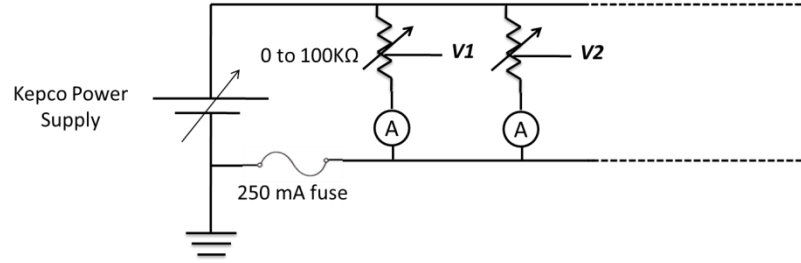 0 to 100KΩ
V1
V2
Kepco Power
Supply
A
A
250 mA fuse